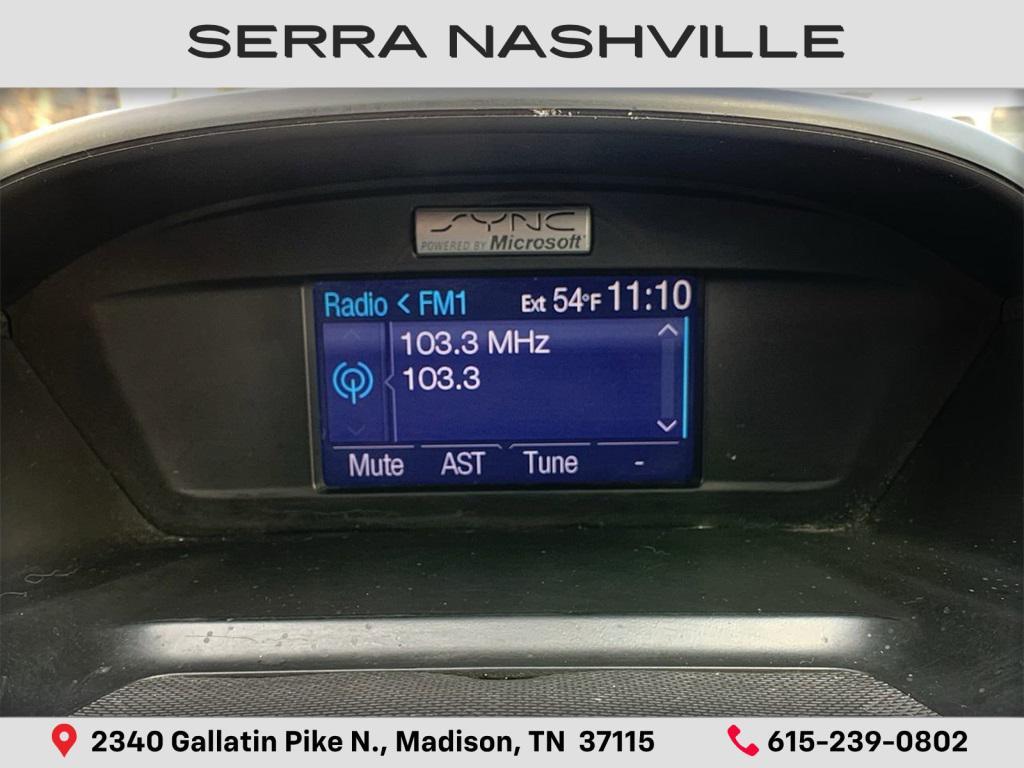 SERRA NASHVILLE
SYNC
POWERED BY Microsoft
Radio < FM1 Ext 54°F 11:10
103.3 MHz
103.3
Mute AST Tune -
2340 Gallatin Pike N., Madison, TN 37115 615-239-0802